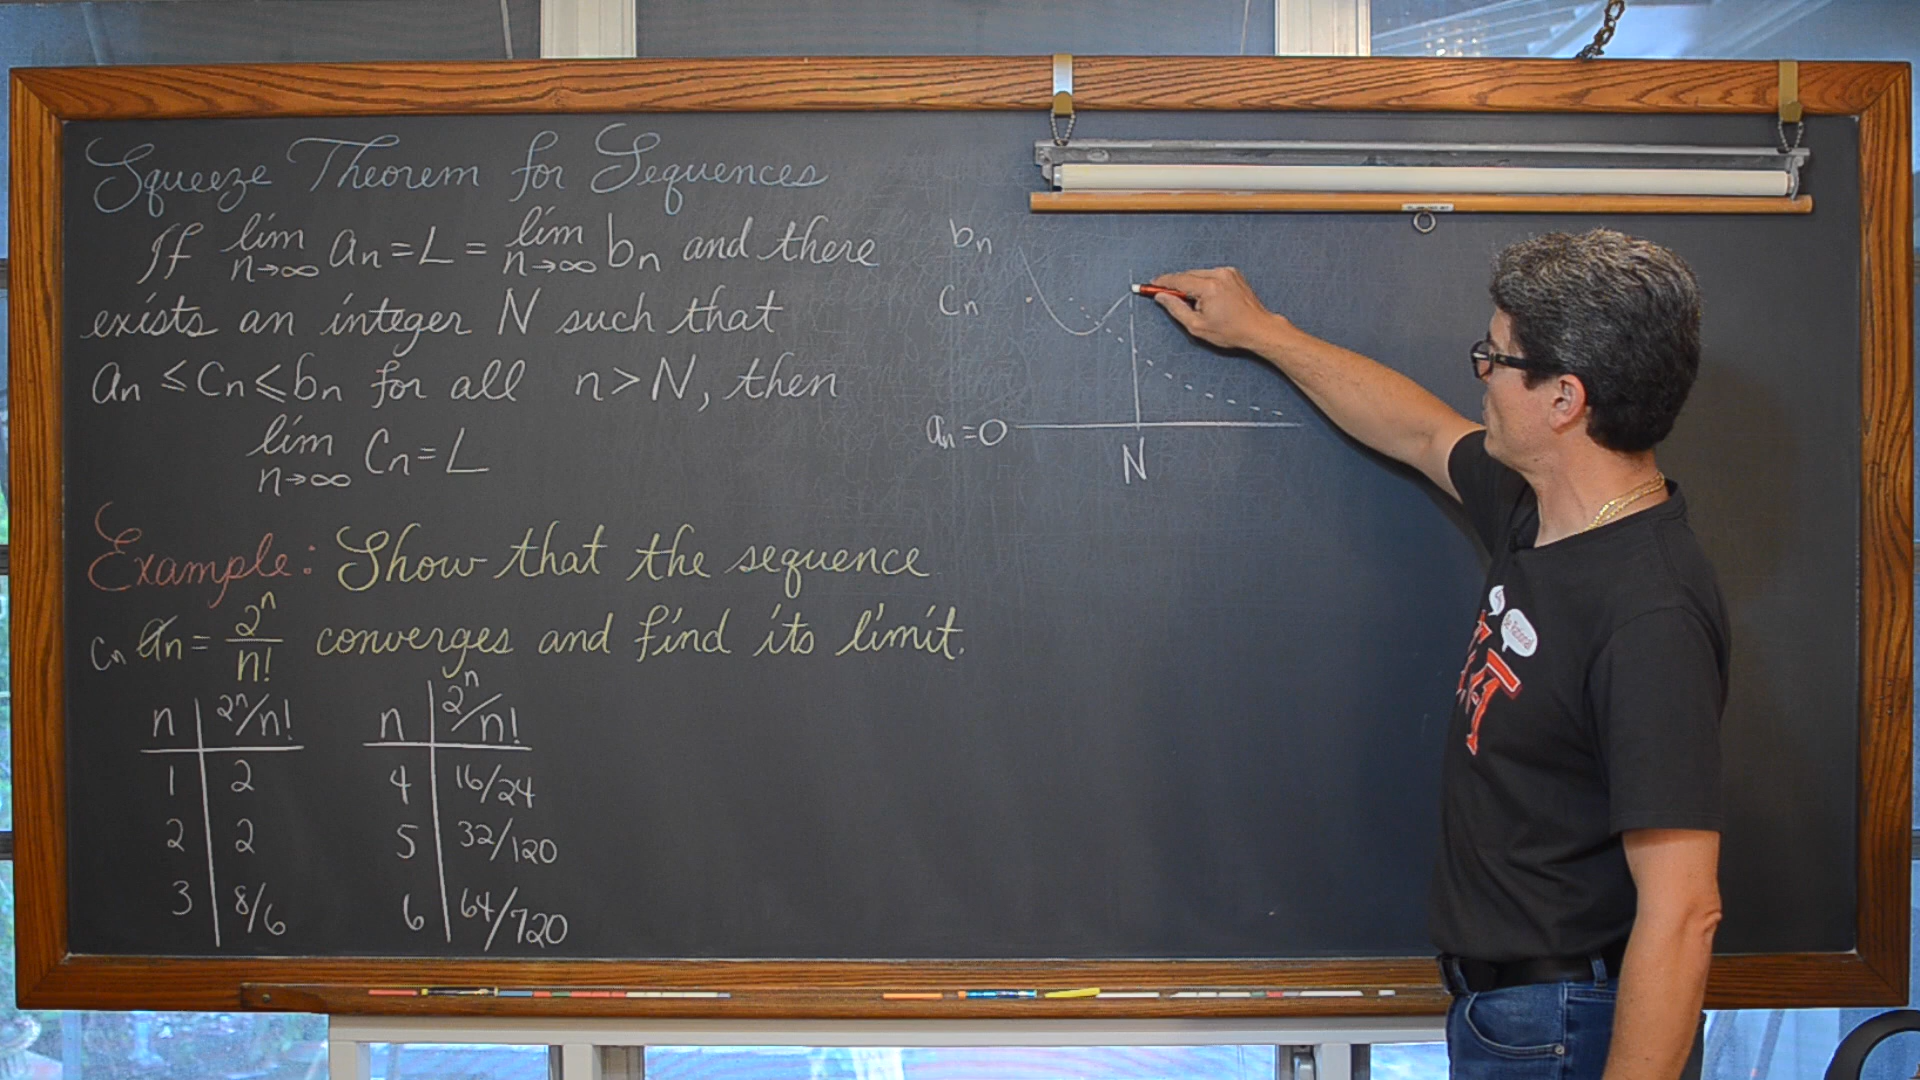 Squeeze Theorem for Sequences
If lim n→∞ an = L = lim n→∞ bn and there
exists an integer N such that
an ≤ cn ≤ bn for all n > N, then
lim n→∞ cn = L
Example: Show that the sequence
cn an = 2ⁿ/n! converges and find its limit.
n 2ⁿ/n!
1 2
2 2
3 8/6
n 2ⁿ/n!
4 16/24
5 32/120
6 64/720
bn
cn
an = 0
N